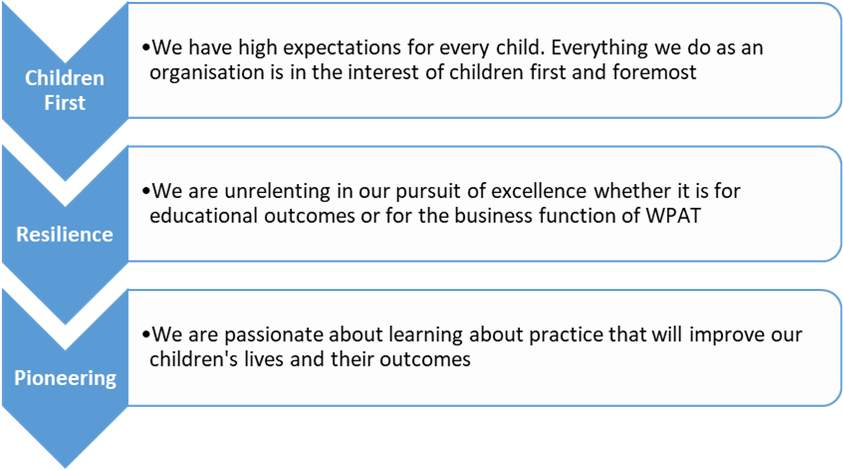 Children
First
•We have high expectations for every child. Everything we do as an
organisation is in the interest of children first and foremost
Resilience
•We are unrelenting in our pursuit of excellence whether it is for
educational outcomes or for the business function of WPAT
Pioneering
•We are passionate about learning about practice that will improve our
children's lives and their outcomes